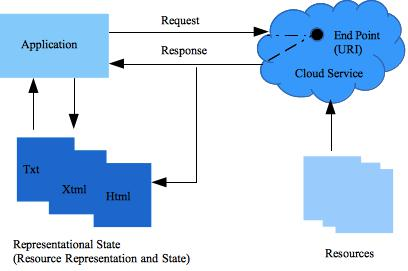 Request
Application
End Point
(URI)
Response
Cloud Service
Txt
Xtml
Html
Representational State
(Resource Representation and State)
Resources